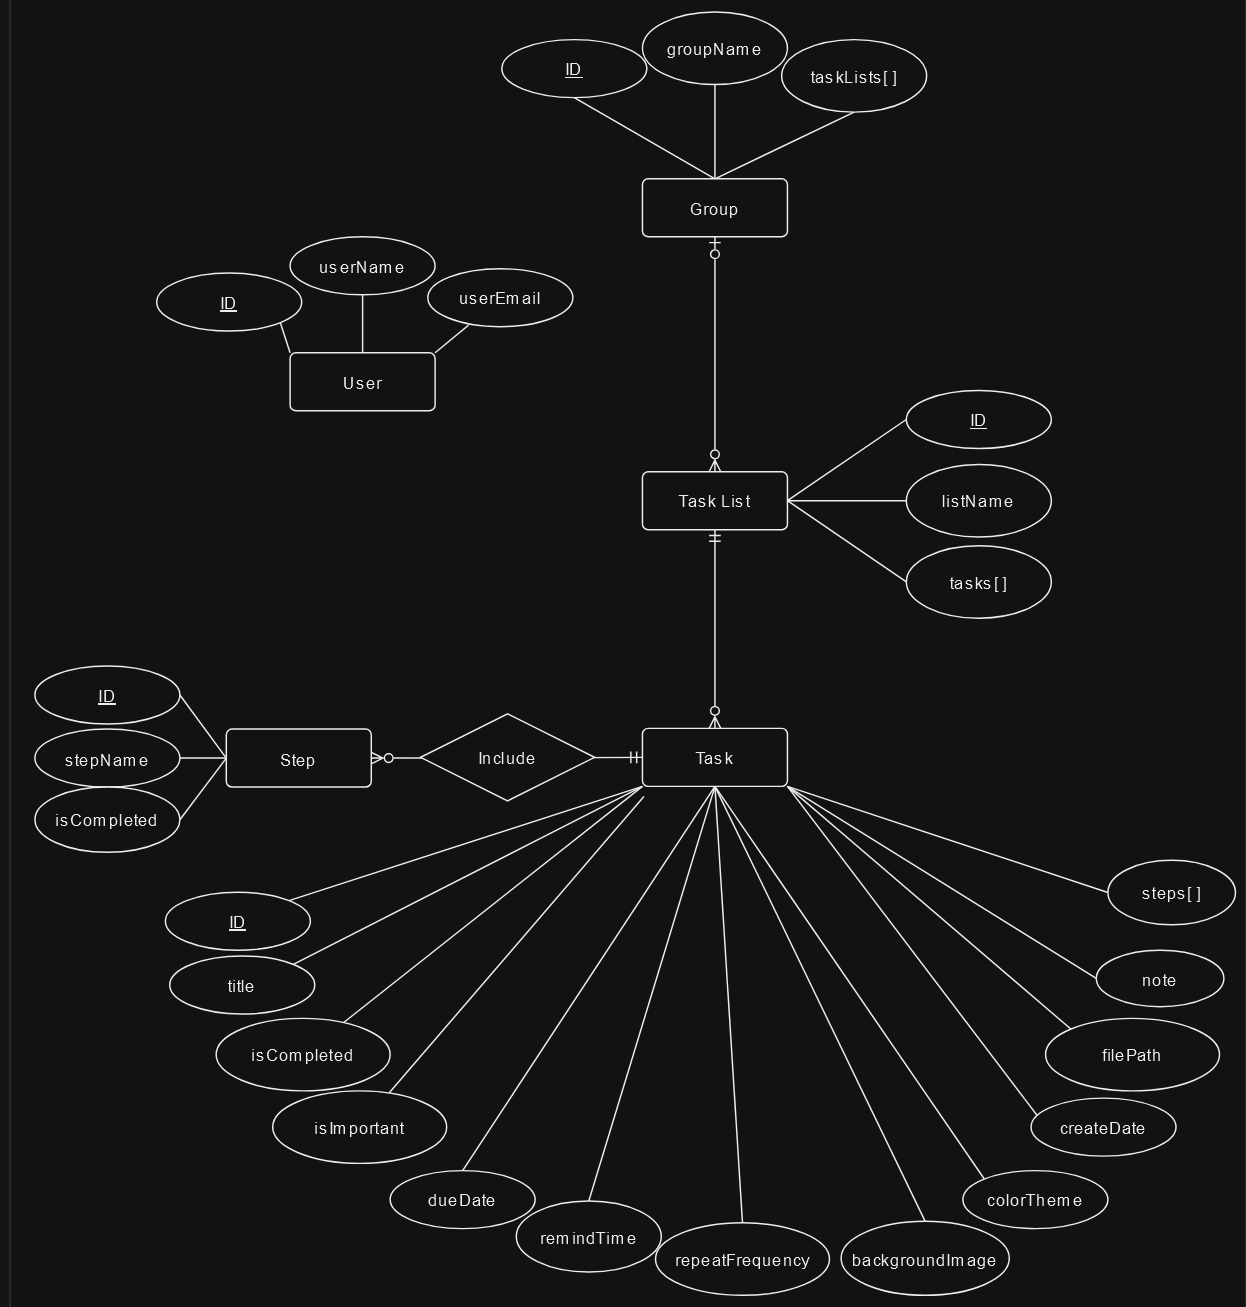 ID
groupName
taskLists[]
Group
ID
userName
userEmail
User
ID
Task List
listName
tasks[]
ID
stepName
isCompleted
Step
Include
Task
ID
title
isCompleted
isImportant
dueDate
remindTime
repeatFrequency
backgroundImage
colorTheme
createDate
filePath
note
steps[]